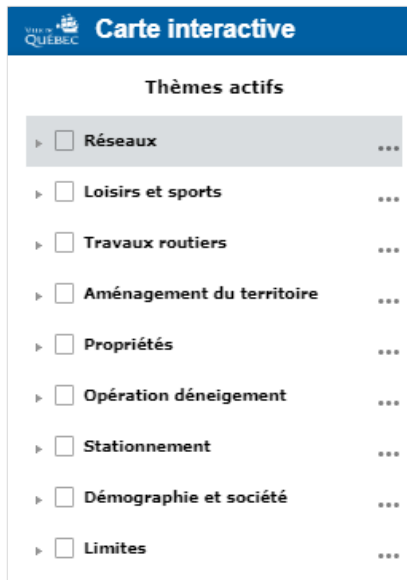 VILLE DE
QUÉBEC
Carte interactive
Thèmes actifs
Réseaux
Loisirs et sports
Travaux routiers
Aménagement du territoire
Propriétés
Opération déneigement
Stationnement
Démographie et société
Limites